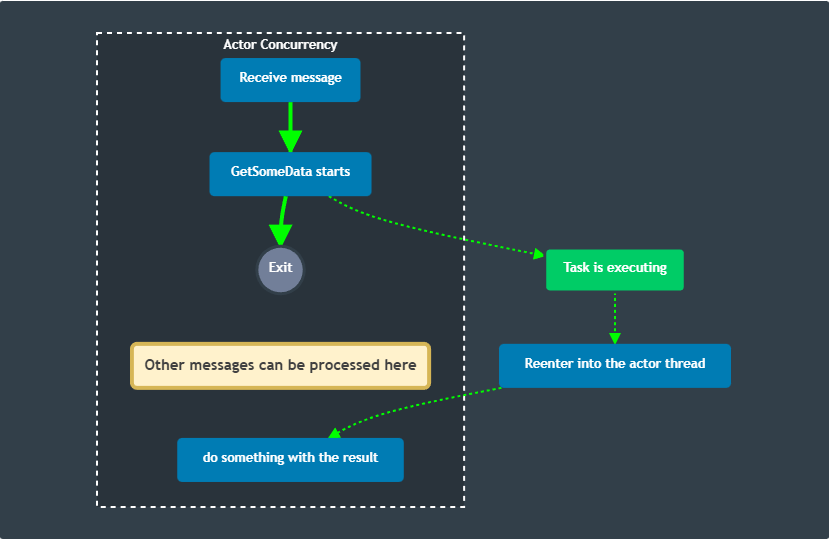 Actor Concurrency
Receive message
GetSomeData starts
Exit
Task is executing
Other messages can be processed here
Reenter into the actor thread
do something with the result